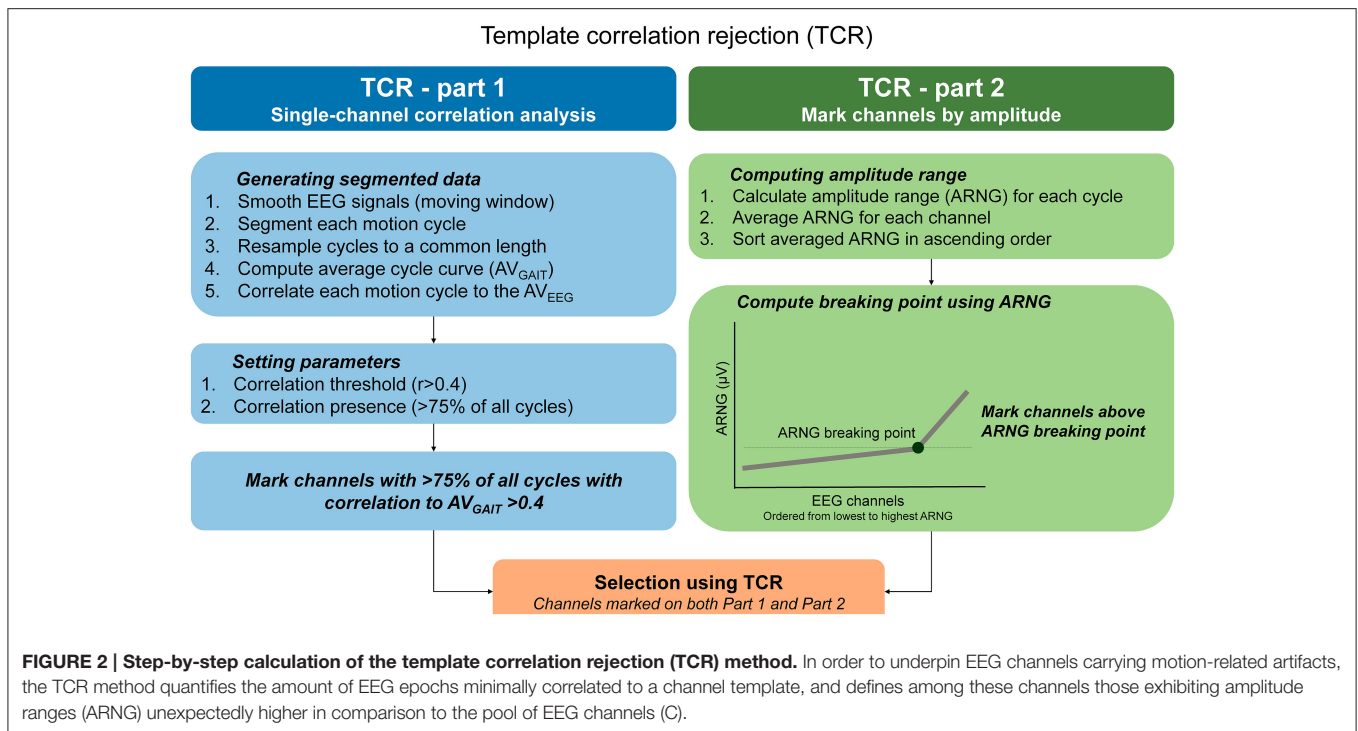 Template correlation rejection (TCR)
TCR - part 1
Single-channel correlation analysis
Generating segmented data
1. Smooth EEG signals (moving window)
2. Segment each motion cycle
3. Resample cycles to a common length
4. Compute average cycle curve (AVGAIT)
5. Correlate each motion cycle to the AVEEG
Setting parameters
1. Correlation threshold (r>0.4)
2. Correlation presence (>75% of all cycles)
Mark channels with >75% of all cycles with
correlation to AVGAIT >0.4
TCR - part 2
Mark channels by amplitude
Computing amplitude range
1. Calculate amplitude range (ARNG) for each cycle
2. Average ARNG for each channel
3. Sort averaged ARNG in ascending order
Compute breaking point using ARNG
ARNG (µV)
ARNG breaking point
Mark channels above
ARNG breaking point
EEG channels
Ordered from lowest to highest ARNG
Selection using TCR
Channels marked on both Part 1 and Part 2
FIGURE 2 | Step-by-step calculation of the template correlation rejection (TCR) method. In order to underpin EEG channels carrying motion-related artifacts,
the TCR method quantifies the amount of EEG epochs minimally correlated to a channel template, and defines among these channels those exhibiting amplitude
ranges (ARNG) unexpectedly higher in comparison to the pool of EEG channels (C).